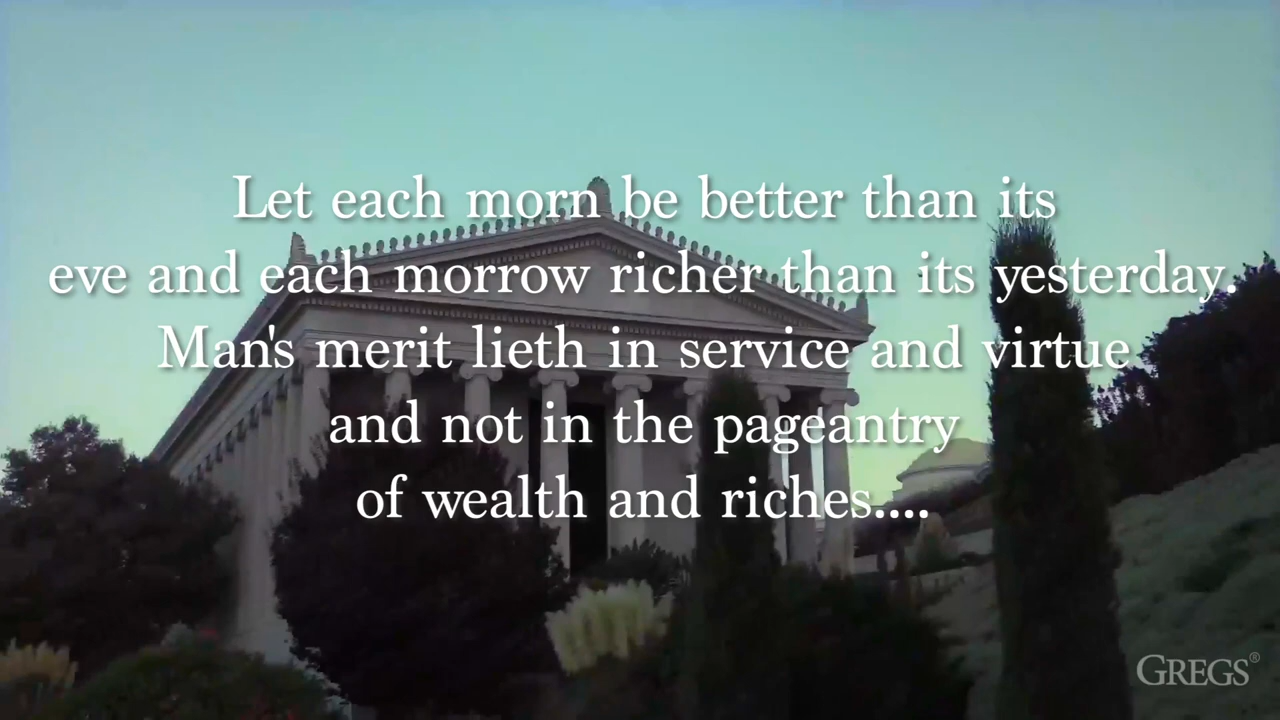 Let each morn be better than its
eve and each morrow richer than its yesterday.
Man's merit lieth in service and virtue
and not in the pageantry
of wealth and riches....
GREGS®